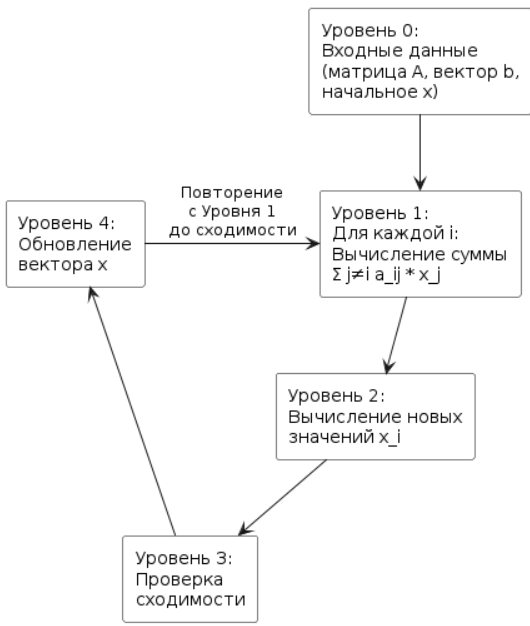 Уровень 0:
Входные данные
(матрица A, вектор b,
начальное x)
Повторение
с Уровня 1
до сходимости
Уровень 4:
Обновление
вектора x
Уровень 1:
Для каждой i:
Вычисление суммы
Σ j≠i a_ij * x_j
Уровень 2:
Вычисление новых
значений x_i
Уровень 3:
Проверка
сходимости